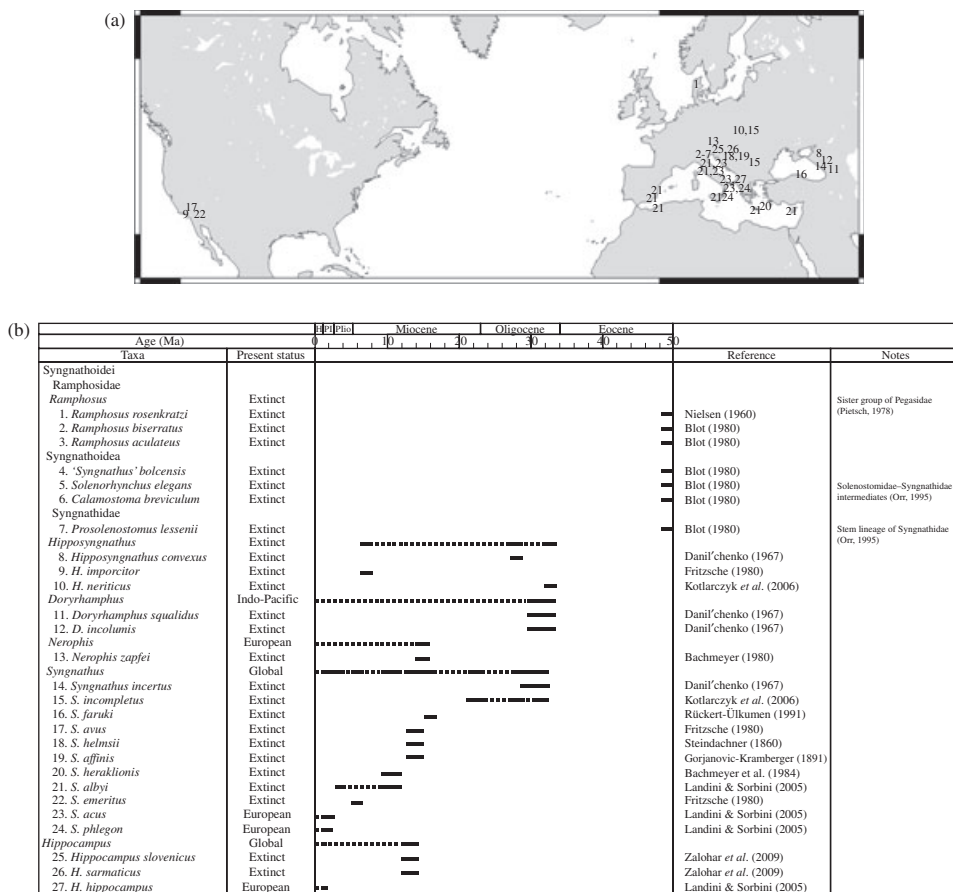 (a)
1
10,15
13
25, 26
2-7
18,19
8
12
21, 23
15
14
11
21, 23
16
23, 27
23, 24
21
21
2124
20
21
21
21
17
9
22
(b)
H Pl Plio Miocene Oligocene Eocene
Age (Ma) 0 10 20 30 40 50
Taxa Present status Reference Notes
Syngnathoidei
Ramphosidae
Ramphosus Extinct Sister group of Pegasidae
1. Ramphosus rosenkratzi Extinct Nielsen (1960) (Pietsch, 1978)
2. Ramphosus biserratus Extinct Blot (1980)
3. Ramphosus aculateus Extinct Blot (1980)
Syngnathoidea
4. ‘Syngnathus’ bolcensis Extinct Blot (1980)
5. Solenorhynchus elegans Extinct Blot (1980) Solenostomidae–Syngnathidae
6. Calamostoma breviculum Extinct Blot (1980) intermediates (Orr, 1995)
Syngnathidae
7. Prosolenostomus lessenii Extinct Blot (1980) Stem lineage of Syngnathidae
Hipposyngnathus Extinct (Orr, 1995)
8. Hipposyngnathus convexus Extinct Danil′chenko (1967)
9. H. imporcitor Extinct Fritzsche (1980)
10. H. neriticus Extinct Kotlarczyk et al. (2006)
Doryrhamphus Indo-Pacific
11. Doryrhamphus squalidus Extinct Danil′chenko (1967)
12. D. incolumis Extinct Danil′chenko (1967)
Nerophis European
13. Nerophis zapfei Extinct Bachmeyer (1980)
Syngnathus Global
14. Syngnathus incertus Extinct Danil′chenko (1967)
15. S. incompletus Extinct Kotlarczyk et al. (2006)
16. S. faruki Extinct Rückert-Ülkumen (1991)
17. S. avus Extinct Fritzsche (1980)
18. S. helmsii Extinct Steindachner (1860)
19. S. affinis Extinct Gorjanovic-Kramberger (1891)
20. S. heraklionis Extinct Bachmeyer et al. (1984)
21. S. albyi Extinct Landini & Sorbini (2005)
22. S. emeritus Extinct Fritzsche (1980)
23. S. acus European Landini & Sorbini (2005)
24. S. phlegon European Landini & Sorbini (2005)
Hippocampus Global
25. Hippocampus slovenicus Extinct Zalohar et al. (2009)
26. H. sarmaticus Extinct Zalohar et al. (2009)
27. H. hippocampus European Landini & Sorbini (2005)